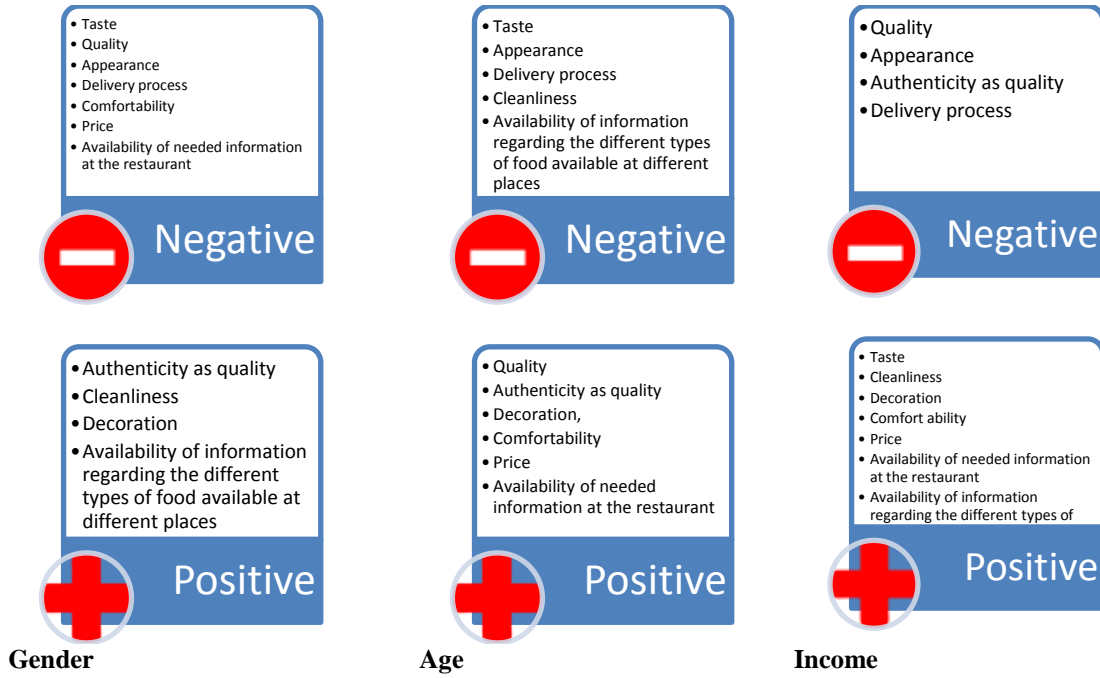 • Taste
• Quality
• Appearance
• Delivery process
• Comfortability
• Price
• Availability of needed information
at the restaurant
Negative
• Taste
• Appearance
• Delivery process
• Cleanliness
• Availability of information
regarding the different types
of food available at different
places
Negative
• Quality
• Appearance
• Authenticity as quality
• Delivery process
Negative
• Authenticity as quality
• Cleanliness
• Decoration
• Availability of information
regarding the different
types of food available at
different places
Positive
• Quality
• Authenticity as quality
• Decoration,
• Comfortability
• Price
• Availability of needed
information at the restaurant
Positive
• Taste
• Cleanliness
• Decoration
• Comfort ability
• Price
• Availability of needed information
at the restaurant
• Availability of information
regarding the different types of
Positive
Gender
Age
Income